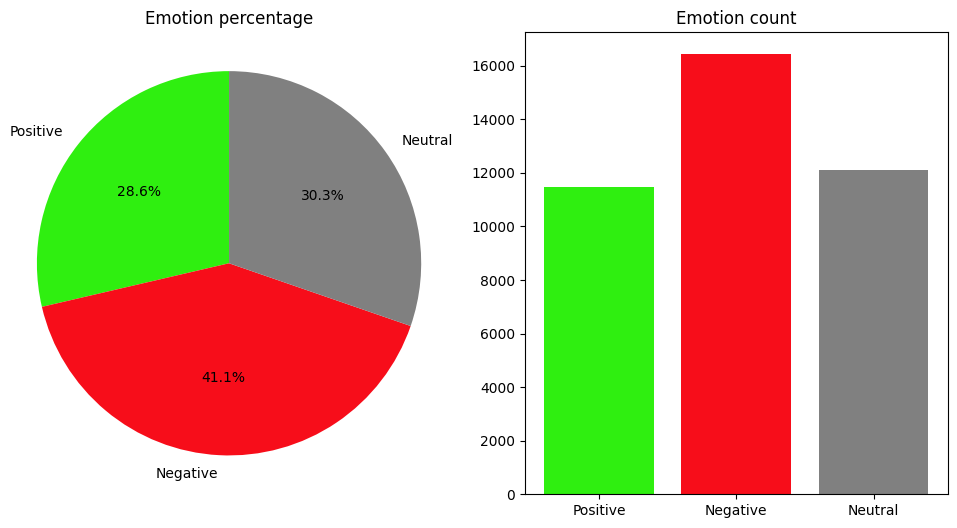 Emotion percentage
Positive
Neutral
28.6%
30.3%
41.1%
Negative
Emotion count
16000
14000
12000
10000
8000
6000
4000
2000
0
Positive
Negative
Neutral